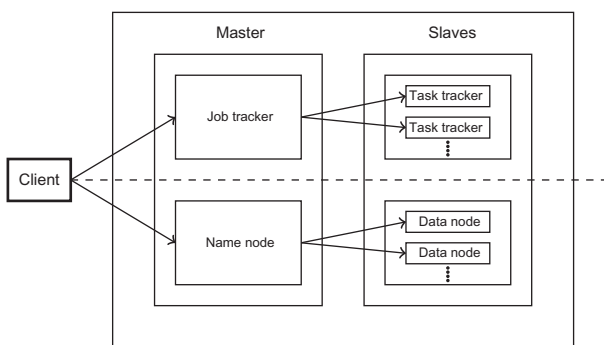 Master
Slaves
Job tracker
Task tracker
Task tracker
Client
Name node
Data node
Data node